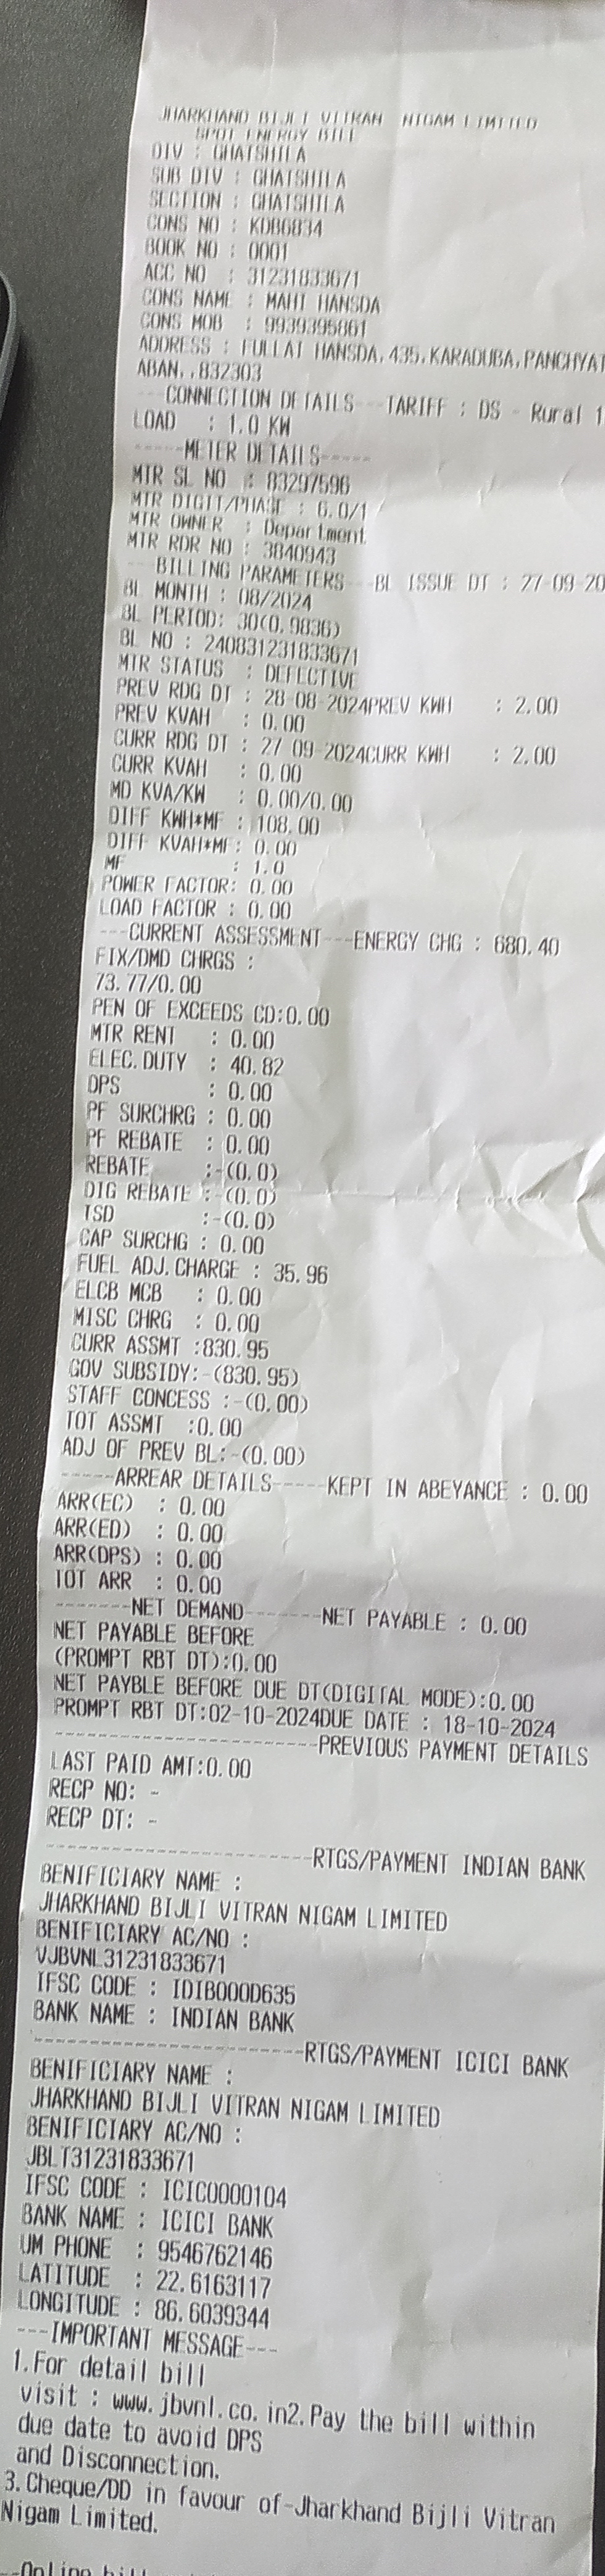 JHARKHAND BIJLI VITRAN NIGAM LIMITED
SPOT ENERGY BILL
DIV : GHATSHILA
SUB DIV : GHATSHILA
SECTION : GHATSHILA
CONS NO : KDB6834
BOOK NO : 0001
ACC NO : 31231833671
CONS NAME : MAHI HANSDA
CONS MOB : 9939395861
ADDRESS : FULLAI HANSDA,435,KARADUBA,PANCHYAT
ABAN,,832303
---CONNECTION DETAILS---TARIFF : DS - Rural 1
LOAD : 1.0 KW
-----METER DETAILS-----
MTR SL NO : 83297596
MTR DIGIT/PHASE : 6.0/1
MTR OWNER : Department
MTR RDR NO : 3840943
---BILLING PARAMETERS---BL ISSUE DT : 27-09-20
BL MONTH : 08/2024
BL PERIOD: 30(0.9836)
BL NO : 240831231833671
MTR STATUS : DEFECTIVE
PREV RDG DT : 28-08-2024PREV KWH : 2.00
PREV KVAH : 0.00
CURR RDG DT : 27-09-2024CURR KWH : 2.00
CURR KVAH : 0.00
MD KVA/KW : 0.00/0.00
DIFF KWH*MF : 108.00
DIFF KVAH*MF: 0.00
MF : 1.0
POWER FACTOR: 0.00
LOAD FACTOR : 0.00
---CURRENT ASSESSMENT---ENERGY CHG : 680.40
FIX/DMD CHRGS :
73.77/0.00
PEN OF EXCEEDS CD:0.00
MTR RENT : 0.00
ELEC.DUTY : 40.82
DPS : 0.00
PF SURCHRG : 0.00
PF REBATE : 0.00
REBATE :-(0.0)
DIG REBATE :-(0.0)
TSD :-(0.0)
CAP SURCHG : 0.00
FUEL ADJ.CHARGE : 35.96
ELCB MCB : 0.00
MISC CHRG : 0.00
CURR ASSMT :830.95
GOV SUBSIDY:-(830.95)
STAFF CONCESS :-(0.00)
TOT ASSMT :0.00
ADJ OF PREV BL:-(0.00)
-----ARREAR DETAILS-----KEPT IN ABEYANCE : 0.00
ARR(EC) : 0.00
ARR(ED) : 0.00
ARR(DPS) : 0.00
TOT ARR : 0.00
-------NET DEMAND-------NET PAYABLE : 0.00
NET PAYABLE BEFORE
(PROMPT RBT DT):0.00
NET PAYBLE BEFORE DUE DT(DIGITAL MODE):0.00
PROMPT RBT DT:02-10-2024DUE DATE : 18-10-2024
------------------------PREVIOUS PAYMENT DETAILS
LAST PAID AMT:0.00
RECP NO: -
RECP DT: -
------------------------RTGS/PAYMENT INDIAN BANK
BENIFICIARY NAME :
JHARKHAND BIJLI VITRAN NIGAM LIMITED
BENIFICIARY AC/NO :
VJBVNL31231833671
IFSC CODE : IDIB000D635
BANK NAME : INDIAN BANK
------------------------RTGS/PAYMENT ICICI BANK
BENIFICIARY NAME :
JHARKHAND BIJLI VITRAN NIGAM LIMITED
BENIFICIARY AC/NO :
JBLT31231833671
IFSC CODE : ICIC0000104
BANK NAME : ICICI BANK
UM PHONE : 9546762146
LATITUDE : 22.6163117
LONGITUDE : 86.6039344
---IMPORTANT MESSAGE---
1.For detail bill
visit : www.jbvnl.co.in2.Pay the bill within
due date to avoid DPS
and Disconnection.
3.Cheque/DD in favour of-Jharkhand Bijli Vitran
Nigam Limited.
--Online bill